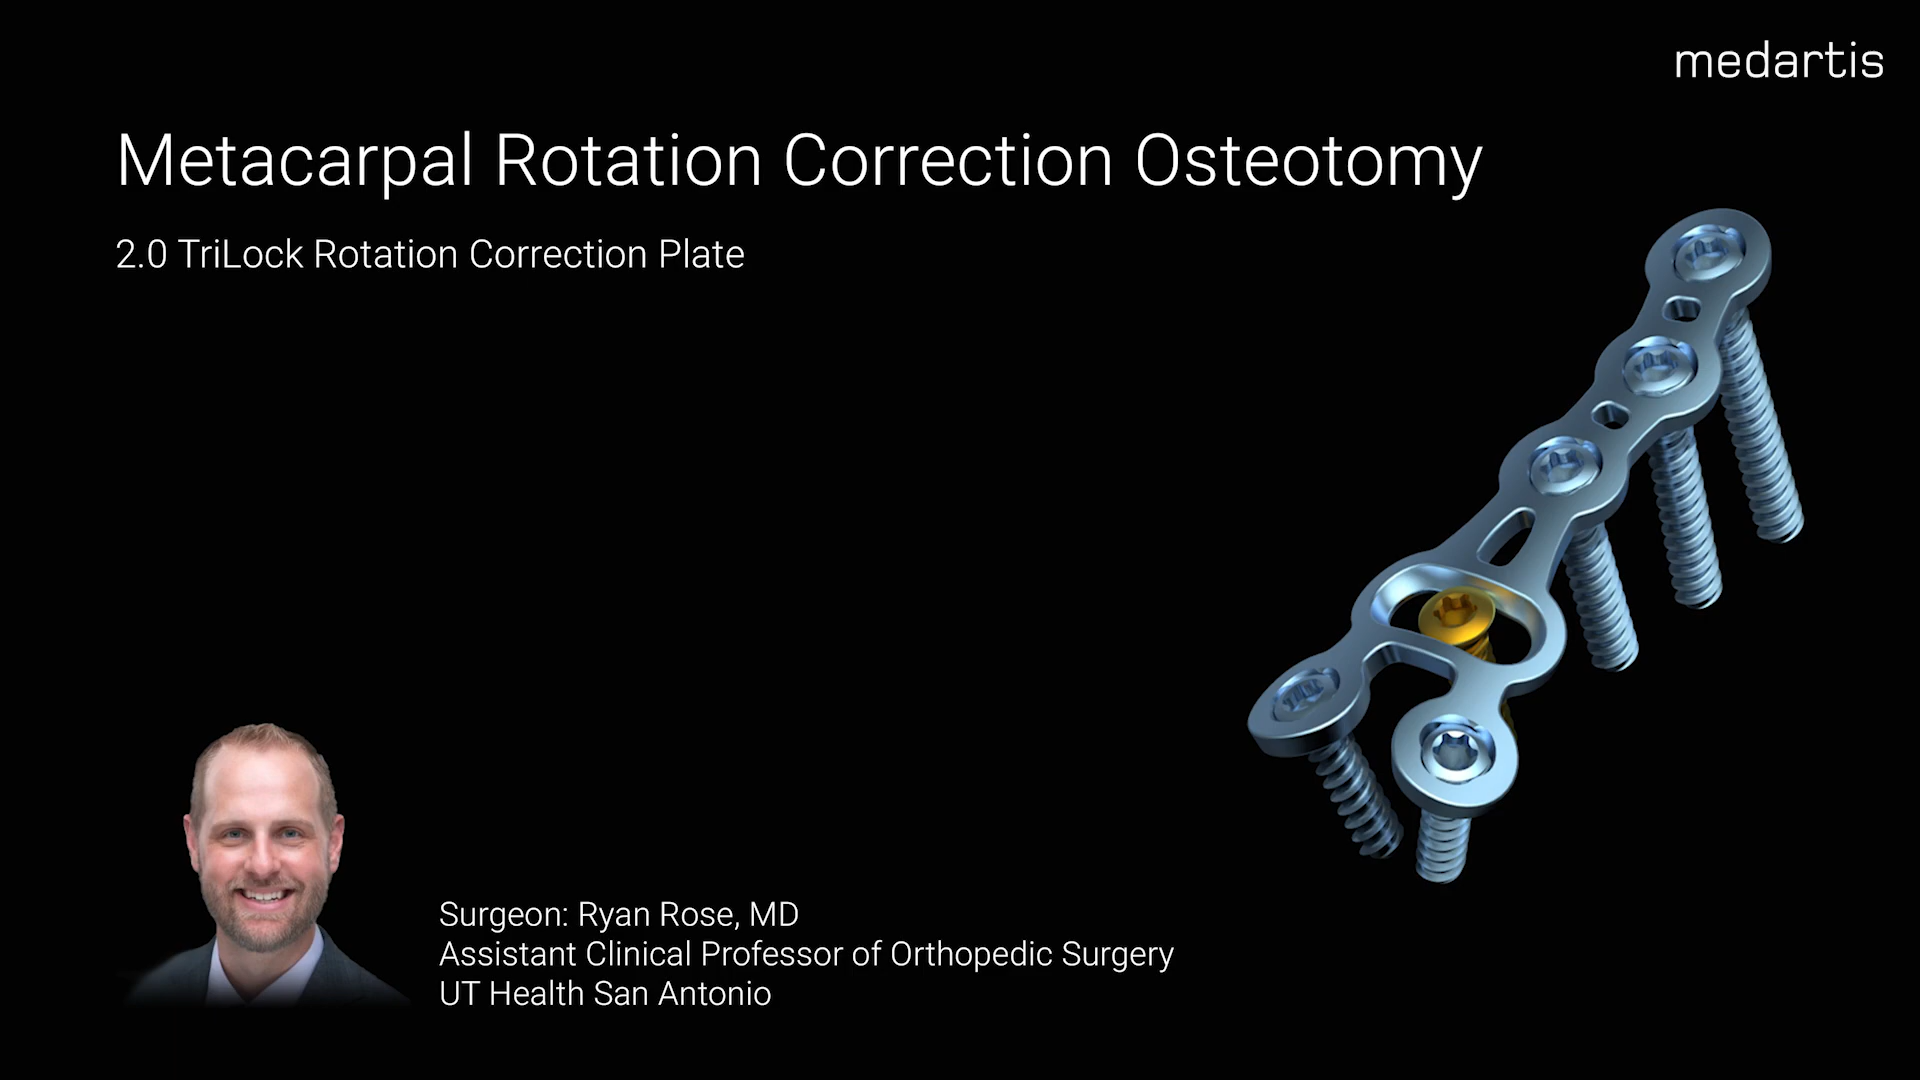 medartis
Metacarpal Rotation Correction Osteotomy
2.0 TriLock Rotation Correction Plate
Surgeon: Ryan Rose, MD
Assistant Clinical Professor of Orthopedic Surgery
UT Health San Antonio